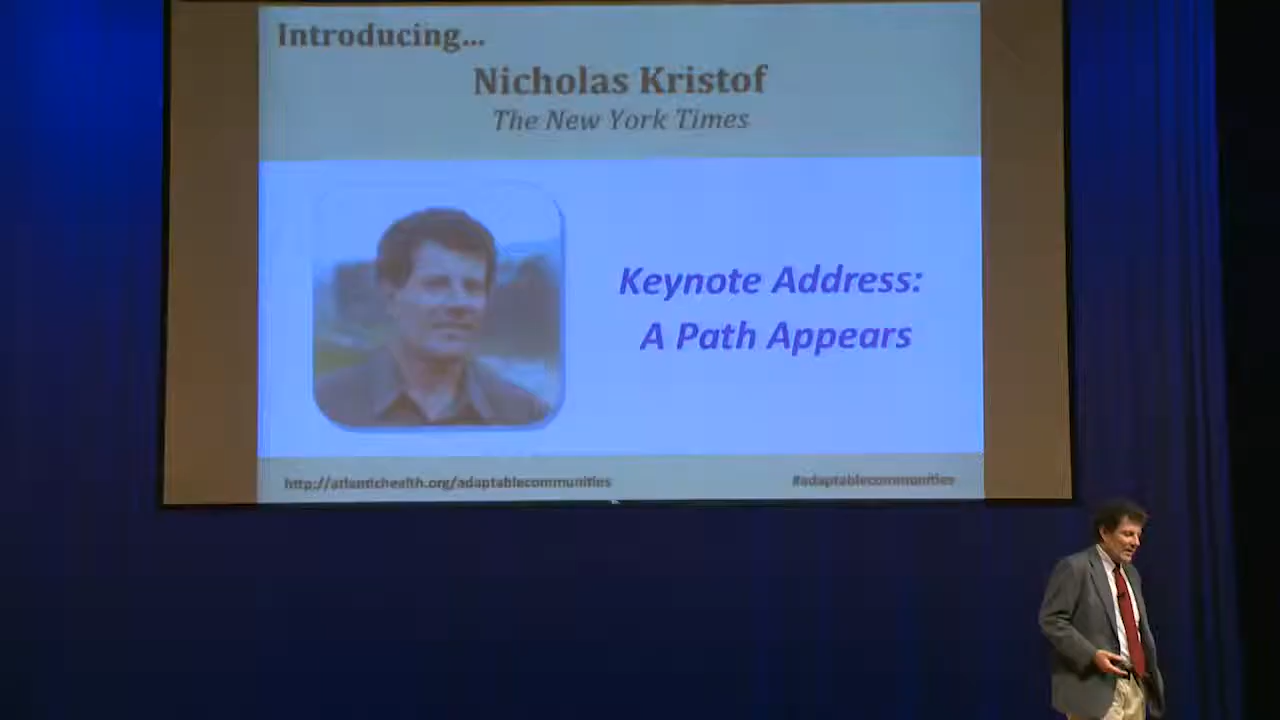 Introducing...
Nicholas Kristof
The New York Times
Keynote Address:
A Path Appears
http://atlantichealth.org/adaptablecommunities
#adaptablecommunities